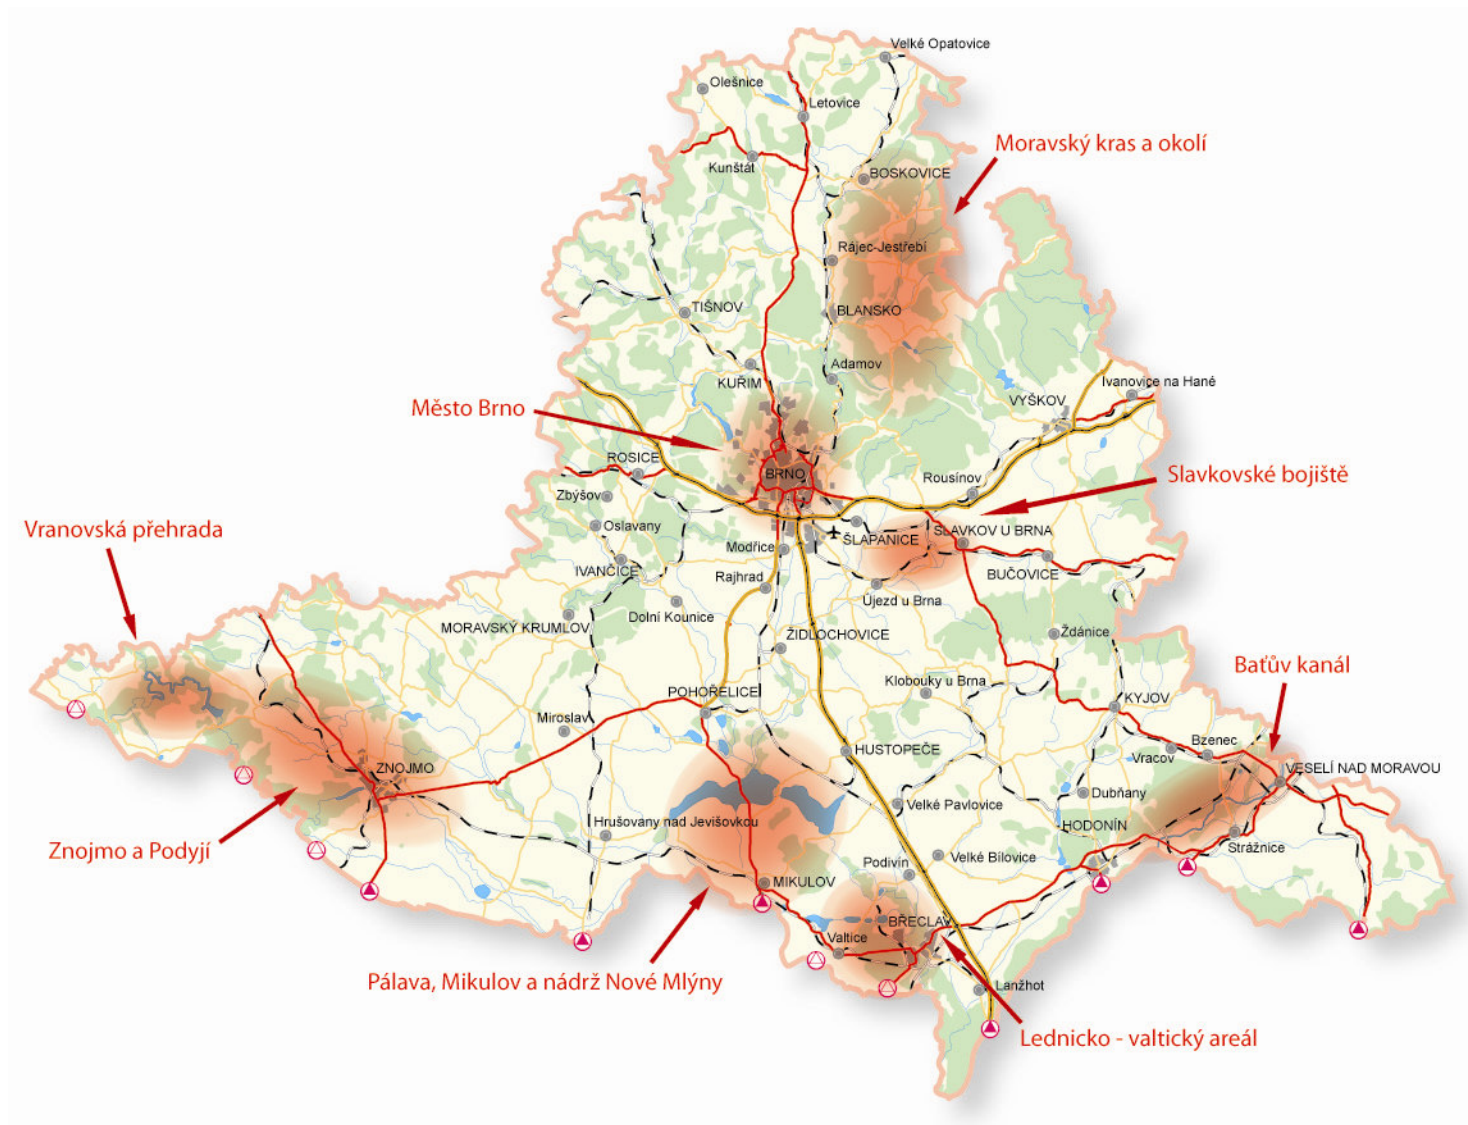 Velké Opatovice
Olešnice
Letovice
Moravský kras a okolí
Kunštát
BOSKOVICE
Rájec-Jestřebí
TIŠNOV
BLANSKO
Adamov
KUŘIM
Ivanovice na Hané
VYŠKOV
Město Brno
ROSICE
BRNO
Rousínov
Slavkovské bojiště
Zbýšov
Vranovská přehrada
Oslavany
ŠLAPANICE
SLAVKOV U BRNA
Modřice
IVANČICE
Rajhrad
BUČOVICE
Újezd u Brna
Dolní Kounice
MORAVSKÝ KRUMLOV
ŽIDLOCHOVICE
Ždánice
Baťův kanál
Klobouky u Brna
POHOŘELICE
KYJOV
Miroslav
Bzenec
HUSTOPEČE
Vracov
ZNOJMO
VESELÍ NAD MORAVOU
Dubňany
Velké Pavlovice
Hrušovany nad Jevišovkou
HODONÍN
Strážnice
Znojmo a Podyjí
Podivín
Velké Bílovice
MIKULOV
BŘECLAV
Valtice
Pálava, Mikulov a nádrž Nové Mlýny
Lanžhot
Lednicko - valtický areál